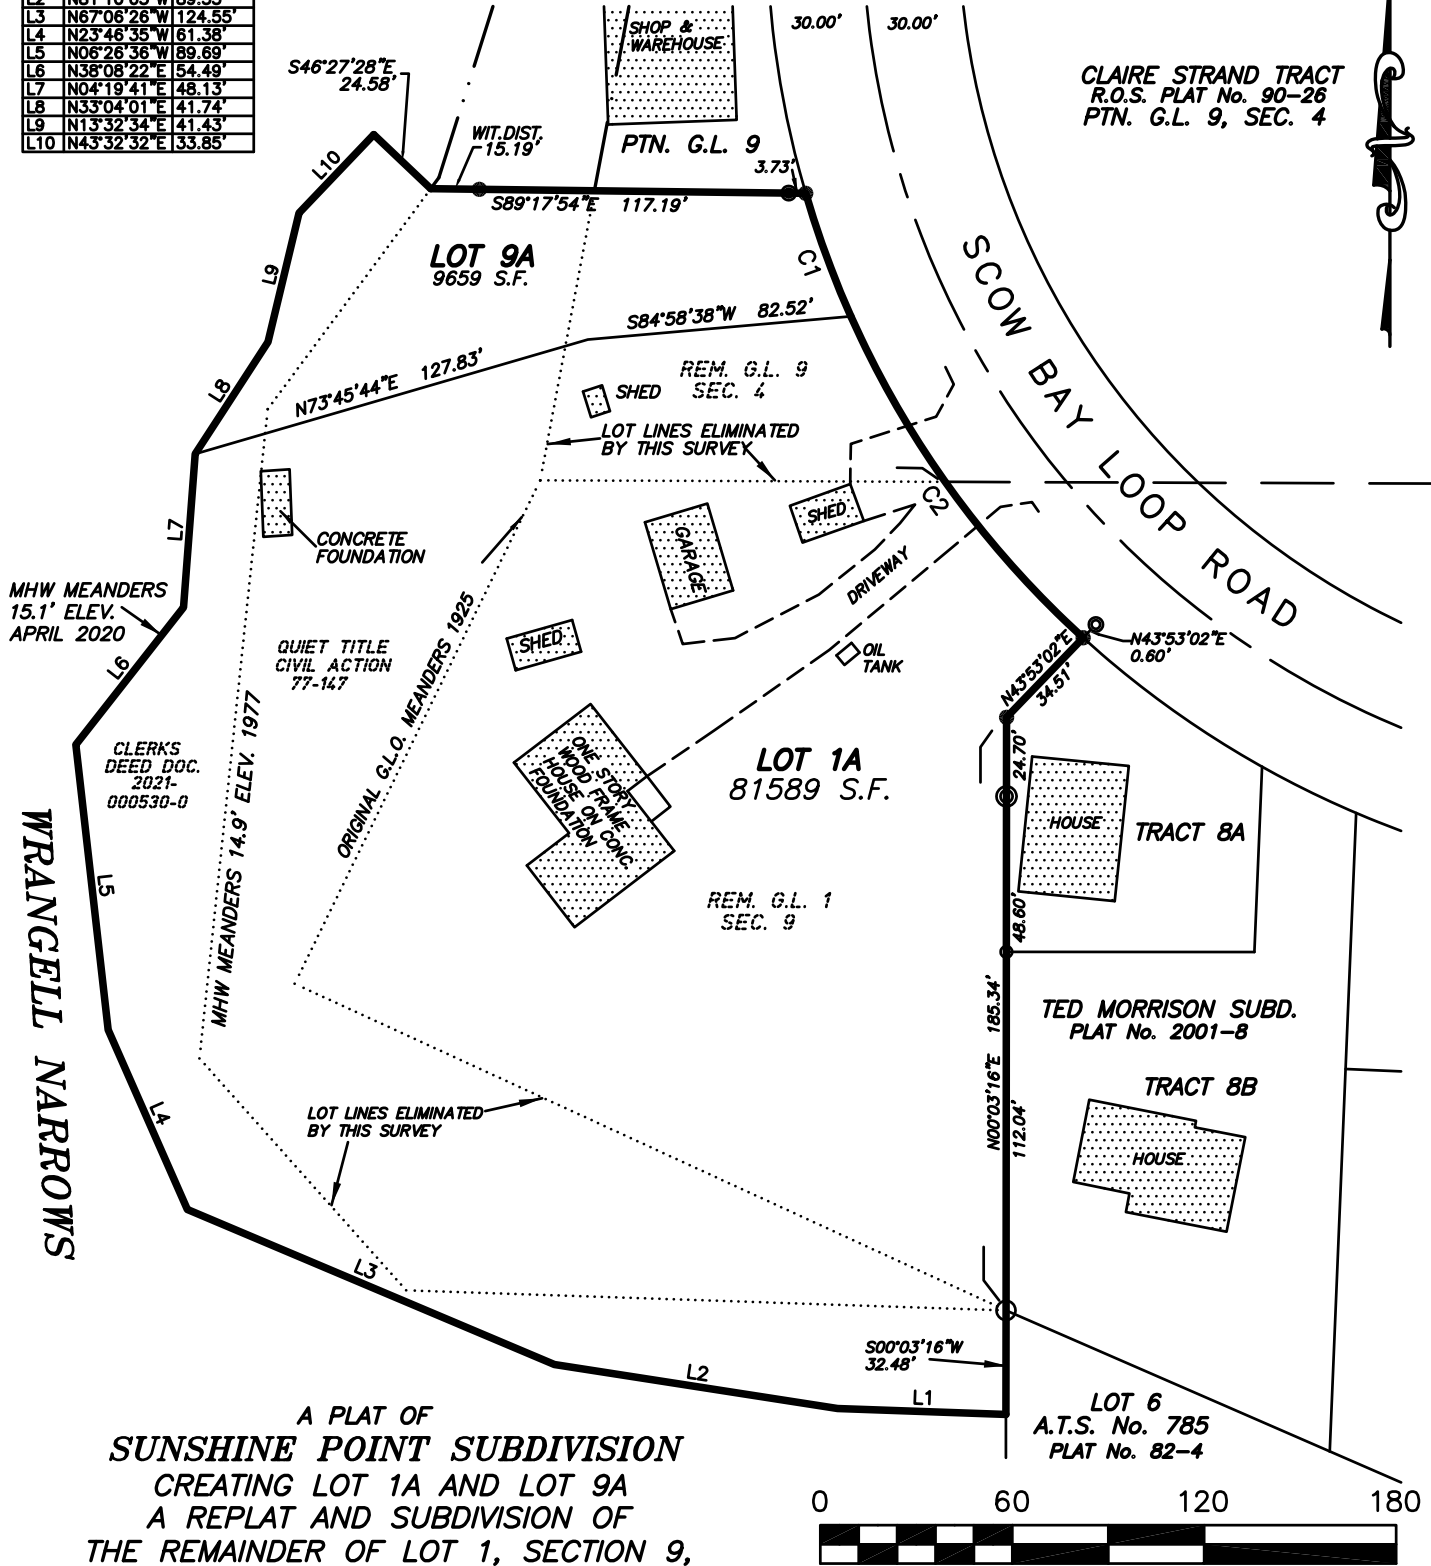 L3 N67°06'26"W 124.55'
L4 N23°46'35"W 61.38'
L5 N06°26'36"W 89.69'
L6 N38°08'22"E 54.49'
L7 N04°19'41"E 48.13'
L8 N33°04'01"E 41.74'
L9 N13°32'34"E 41.43'
L10 N43°32'32"E 33.85'
S46°27'28"E
24.58'
SHOP &
WAREHOUSE
30.00'
30.00'
CLAIRE STRAND TRACT
R.O.S. PLAT No. 90-26
PTN. G.L. 9, SEC. 4
WIT.DIST.
15.19'
PTN. G.L. 9
3.73'
S89°17'54"E 117.19'
L10
LOT 9A
9659 S.F.
L9
C1
SCOW BAY LOOP ROAD
S84°58'38"W 82.52'
N73°45'44"E 127.83'
L8
REM. G.L. 9
SEC. 4
SHED
LOT LINES ELIMINATED
BY THIS SURVEY
C2
SHED
GARAGE
CONCRETE
FOUNDATION
L7
DRIVEWAY
MHW MEANDERS
15.1' ELEV.
APRIL 2020
QUIET TITLE
CIVIL ACTION
77-147
SHED
OIL
TANK
N43°53'02"E
0.60'
N43°53'02"E
34.51'
L6
ORIGINAL G.L.O. MEANDERS 1925
MHW MEANDERS 14.9' ELEV. 1977
CLERKS
DEED DOC.
2021-
000530-0
ONE STORY
WOOD FRAME
HOUSE ON CONC.
FOUNDATION
LOT 1A
81589 S.F.
24.70'
HOUSE
TRACT 8A
L5
REM. G.L. 1
SEC. 9
48.60'
WRANGELL NARROWS
N00°03'16"E 185.34'
112.04'
TED MORRISON SUBD.
PLAT No. 2001-8
TRACT 8B
HOUSE
L4
LOT LINES ELIMINATED
BY THIS SURVEY
L3
S00°03'16"W
32.48'
L2
L1
LOT 6
A.T.S. No. 785
PLAT No. 82-4
A PLAT OF
SUNSHINE POINT SUBDIVISION
CREATING LOT 1A AND LOT 9A
A REPLAT AND SUBDIVISION OF
THE REMAINDER OF LOT 1, SECTION 9,
0 60 120 180